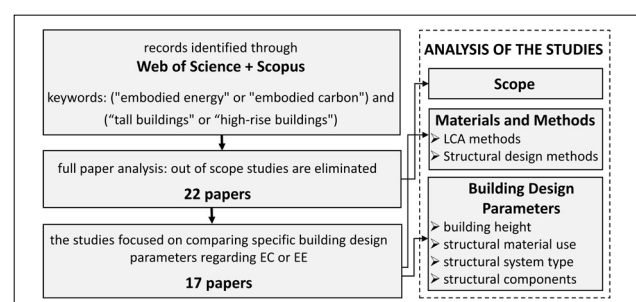 records identified through
Web of Science + Scopus
keywords: ("embodied energy" or "embodied carbon") and
(“tall buildings" or “high-rise buildings")
full paper analysis: out of scope studies are eliminated
22 papers
the studies focused on comparing specific building design
parameters regarding EC or EE
17 papers
ANALYSIS OF THE STUDIES
Scope
Materials and Methods
➢ LCA methods
➢ Structural design methods
Building Design
Parameters
➢ building height
➢ structural material use
➢ structural system type
➢ structural components